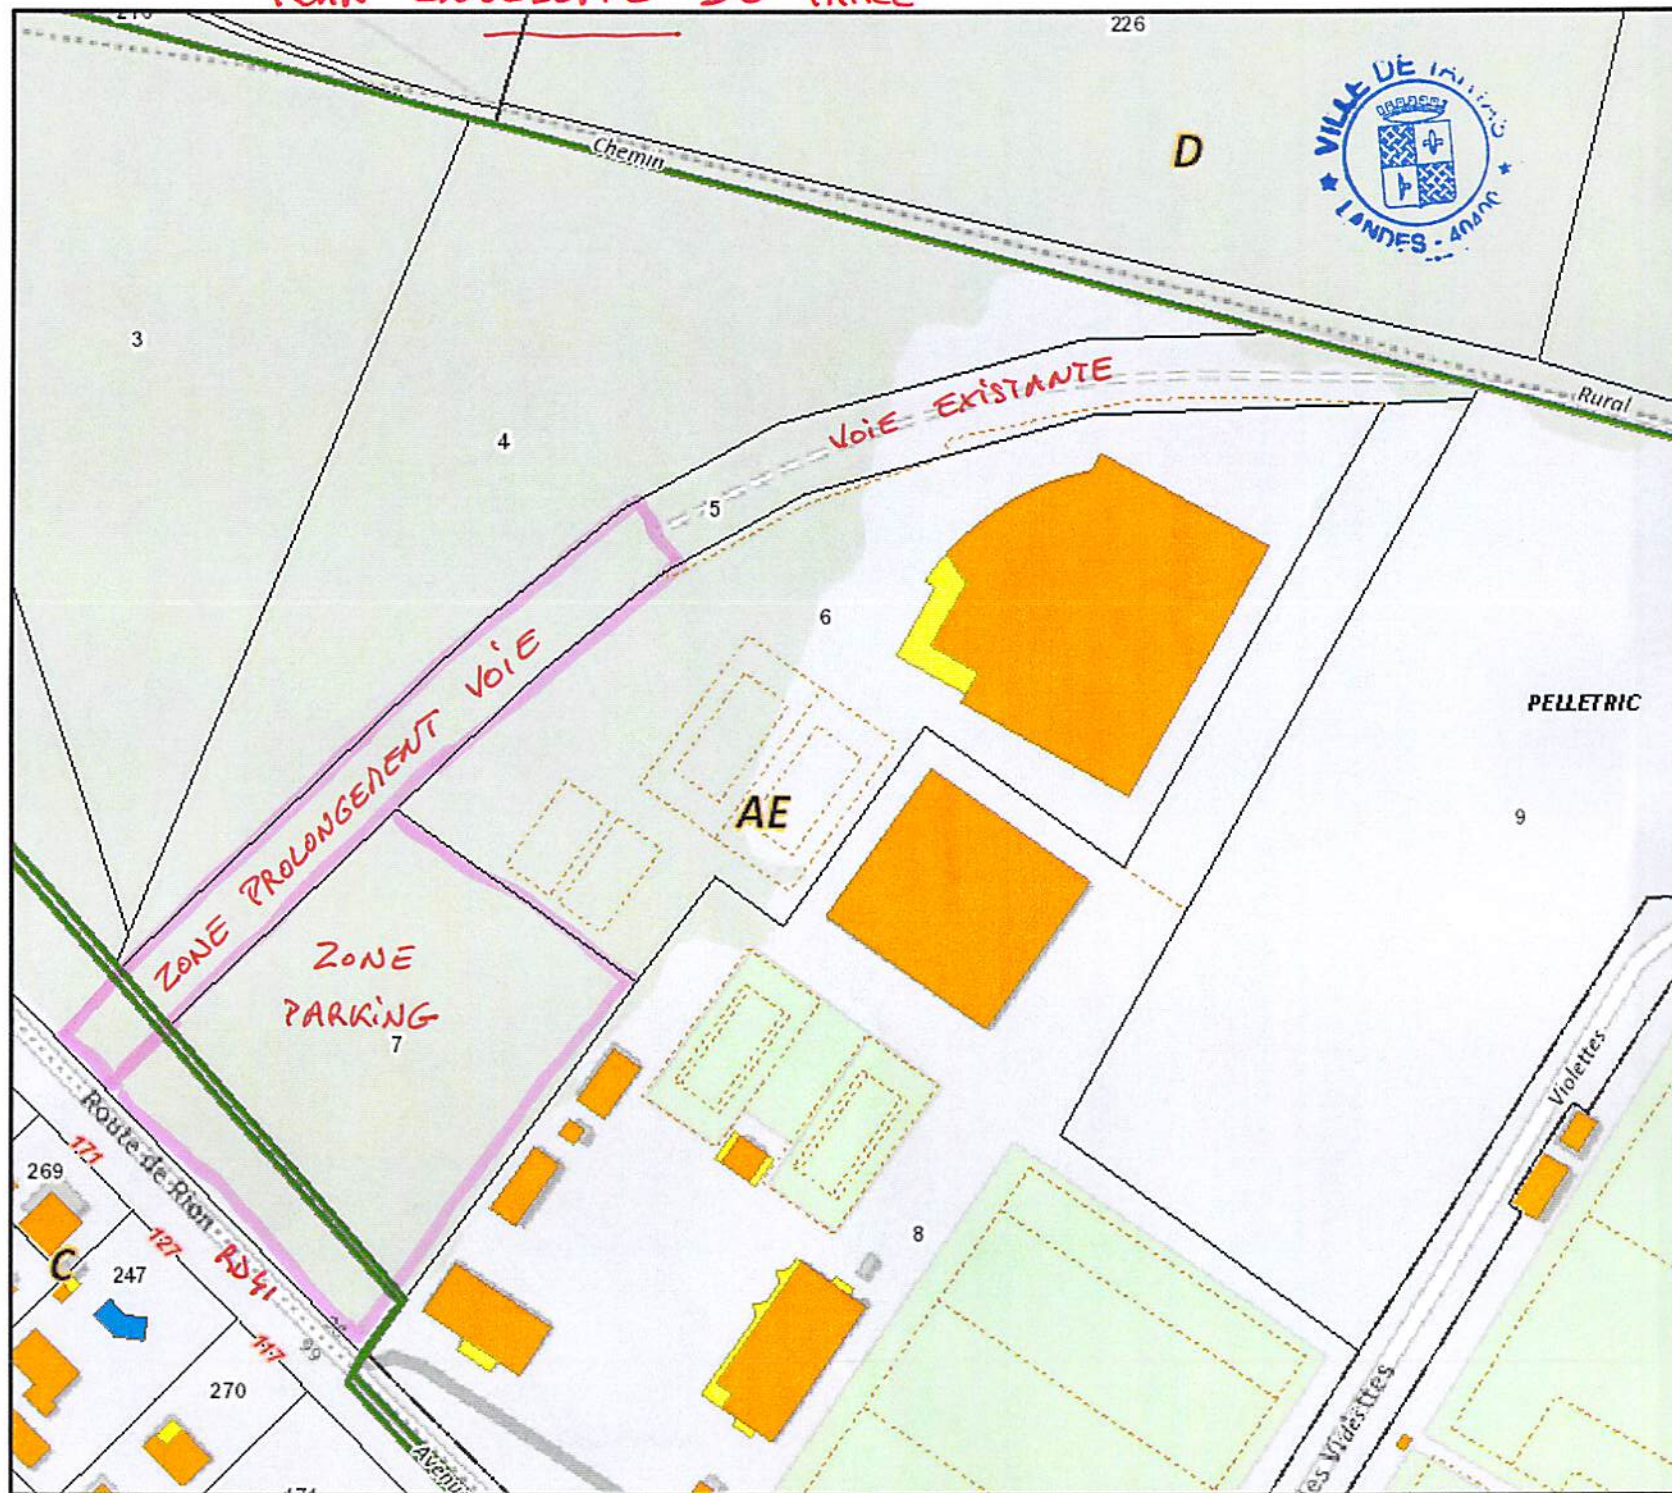 226
VILLE DE
LANDES - 40400
D
Chemin
3
Rural
VOIE EXISTANTE
4
5
6
PELLETRIC
ZONE PROLONGEMENT VOIE
AE
9
ZONE
PARKING
7
Violettes
Route de Rion
171
269
127
RD41
C
247
8
99
117
270
Avenue